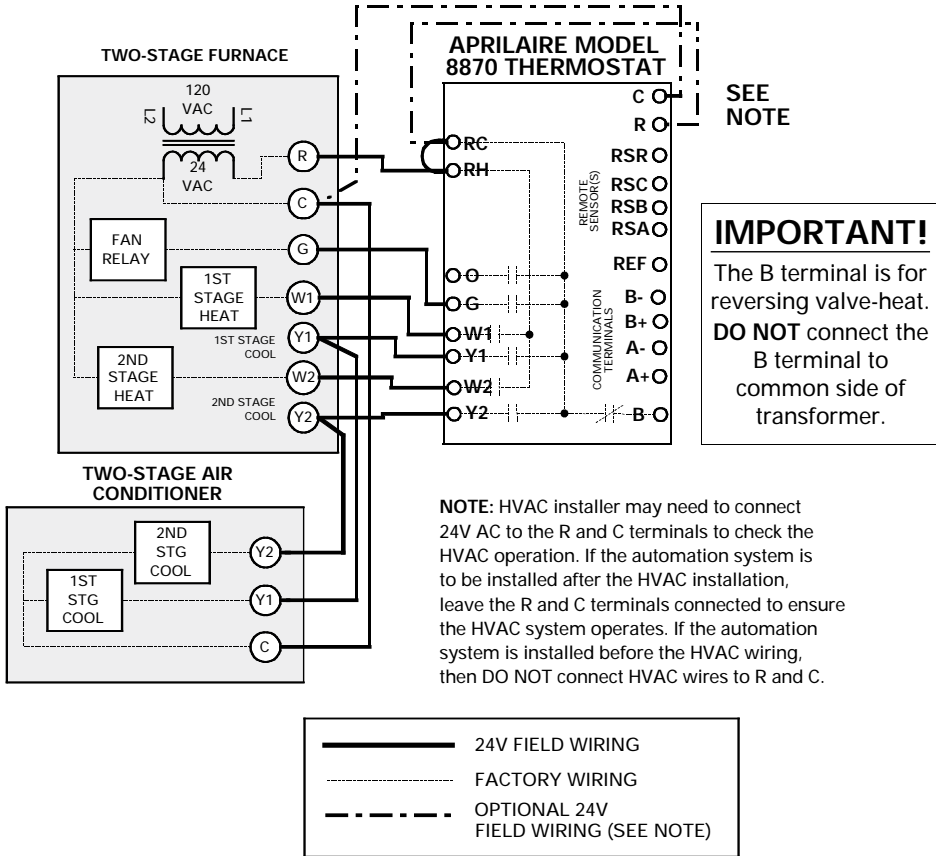 TWO-STAGE FURNACE
120
VAC
L2
L1
24
VAC
R
C
G
FAN
RELAY
1ST
STAGE
HEAT
W1
1ST STAGE
COOL
Y1
2ND
STAGE
HEAT
W2
2ND STAGE
COOL
Y2
APRILAIRE MODEL
8870 THERMOSTAT
RC
RH
O
G
W1
Y1
W2
Y2
C
R
RSR
RSC
RSB
RSA
REMOTE
SENSOR(S)
REF
B-
B+
A-
A+
COMMUNICATION
TERMINALS
B
SEE
NOTE
IMPORTANT!
The B terminal is for
reversing valve-heat.
DO NOT connect the
B terminal to
common side of
transformer.
TWO-STAGE AIR
CONDITIONER
2ND
STG
COOL
Y2
1ST
STG
COOL
Y1
C
NOTE: HVAC installer may need to connect
24V AC to the R and C terminals to check the
HVAC operation. If the automation system is
to be installed after the HVAC installation,
leave the R and C terminals connected to ensure
the HVAC system operates. If the automation
system is installed before the HVAC wiring,
then DO NOT connect HVAC wires to R and C.
24V FIELD WIRING
FACTORY WIRING
OPTIONAL 24V
FIELD WIRING (SEE NOTE)